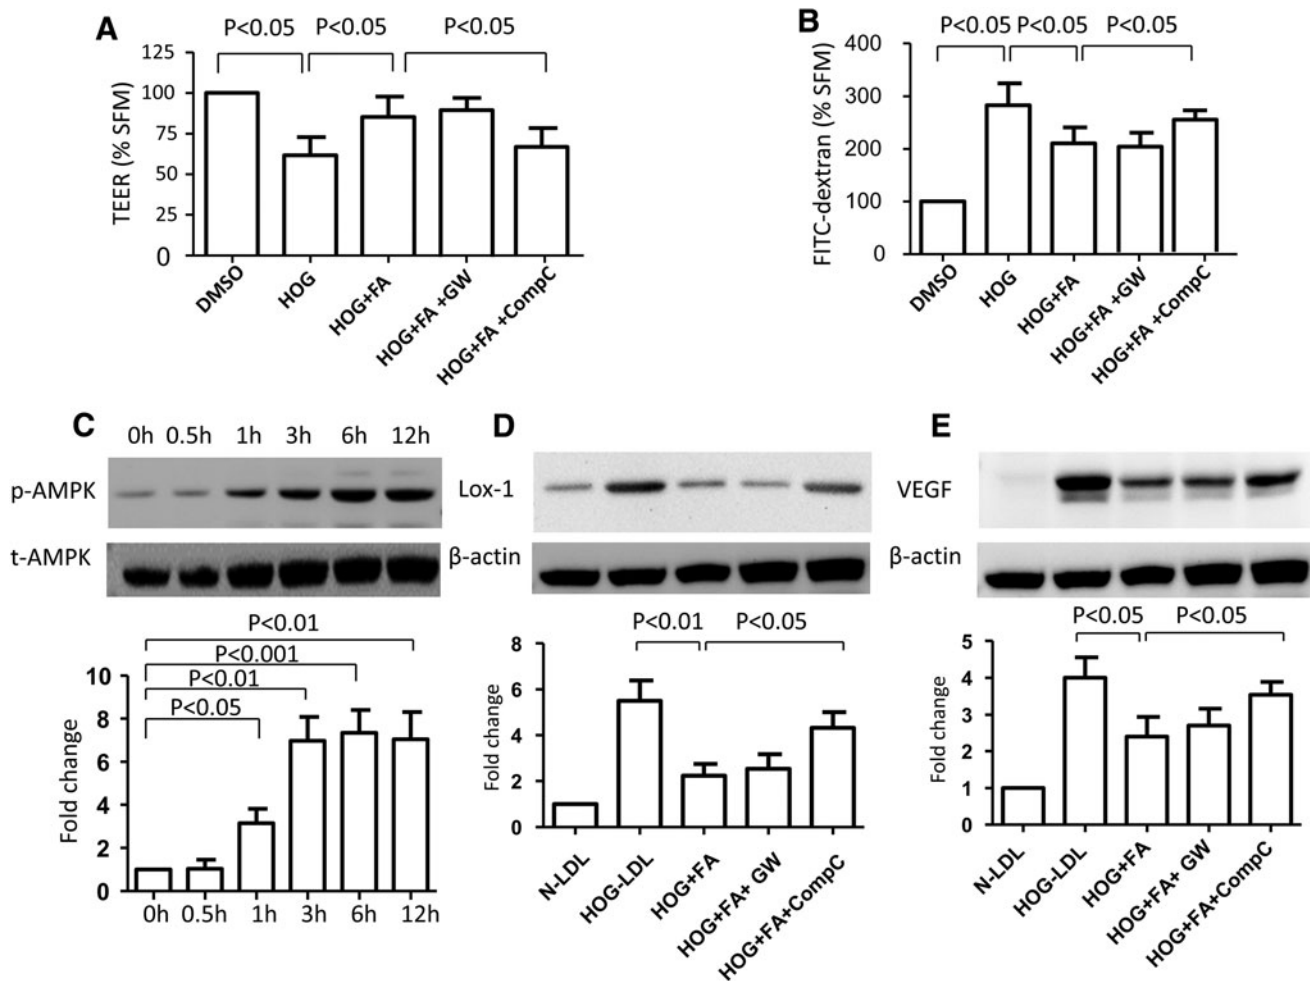 A
P<0.05 P<0.05 P<0.05
TEER (% SFM)
125
100
75
50
25
0
DMSO
HOG
HOG+FA
HOG+FA +GW
HOG+FA +CompC
B
P<0.05 P<0.05 P<0.05
FITC-dextran (% SFM)
400
300
200
100
0
DMSO
HOG
HOG+FA
HOG+FA +GW
HOG+FA +CompC
C
0h 0.5h 1h 3h 6h 12h
p-AMPK
t-AMPK
P<0.01
P<0.001
P<0.01
P<0.05
Fold change
10
8
6
4
2
0
0h 0.5h 1h 3h 6h 12h
D
Lox-1
β-actin
P<0.01 P<0.05
Fold change
8
6
4
2
0
N-LDL
HOG-LDL
HOG+FA
HOG+FA+ GW
HOG+FA+CompC
E
VEGF
β-actin
P<0.05 P<0.05
Fold change
5
4
3
2
1
0
N-LDL
HOG-LDL
HOG+FA
HOG+FA+ GW
HOG+FA+CompC